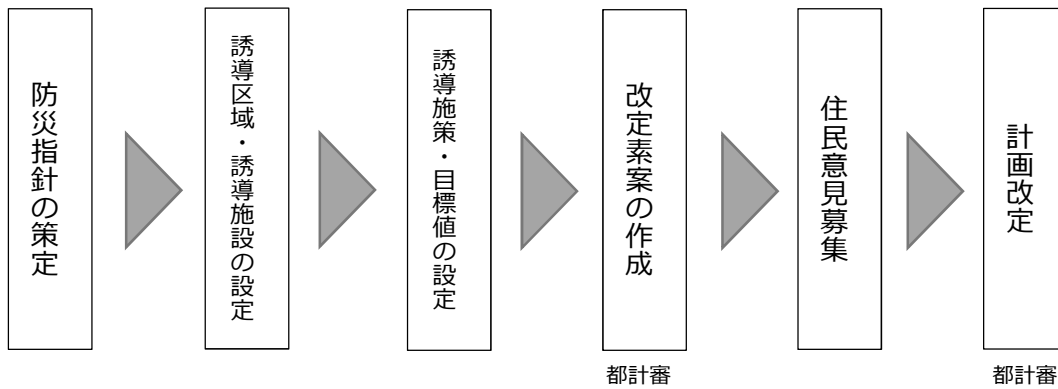 防災指針の策定
誘導区域・誘導施設の設定
誘導施策・目標値の設定
改定素案の作成
住民意見募集
計画改定
都計審
都計審